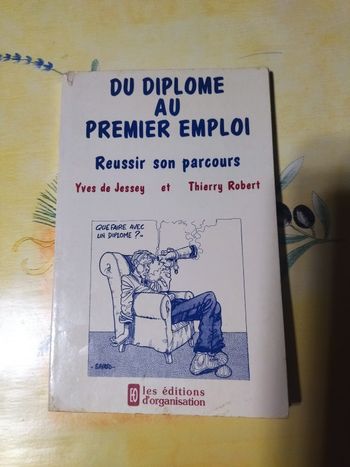 DU DIPLOME
AU
PREMIER EMPLOI
Reussir son parcours
Yves de Jessey et Thierry Robert
QUE FAIRE AVEC
UN DIPLOME ?..
EO les éditions
d'organisation